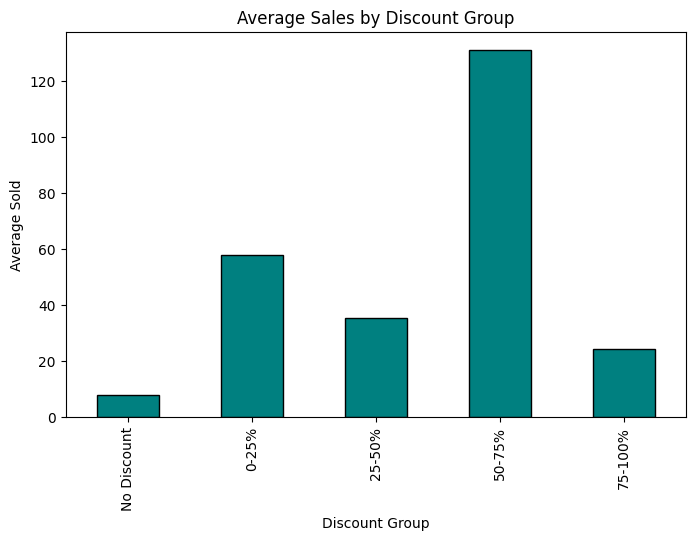 Average Sales by Discount Group
Average Sold
120
100
80
60
40
20
0
No Discount
0-25%
25-50%
50-75%
75-100%
Discount Group